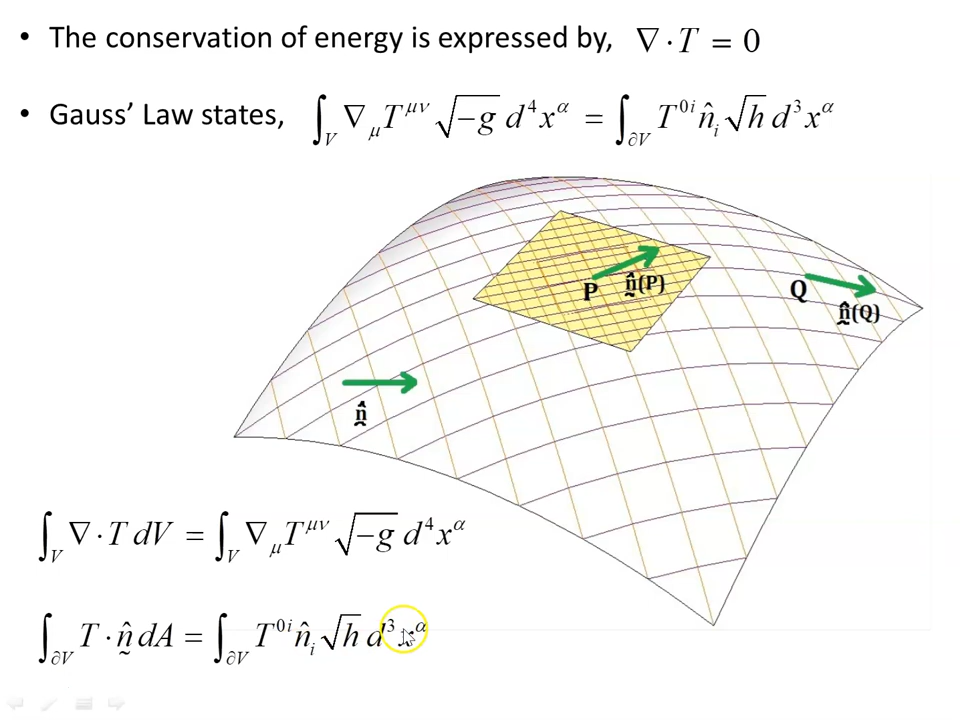 • The conservation of energy is expressed by, ∇ · T = 0
• Gauss' Law states, ∫_V ∇_μ T^{μν} √−g d⁴x^α = ∫_{∂V} T^{0i} n̂_i √h d³x^α
P
n̂(P)
Q
n̂(Q)
n̂
∫_V ∇ · T dV = ∫_V ∇_μ T^{μν} √−g d⁴x^α
∫_{∂V} T · n̂ dA = ∫_{∂V} T^{0i} n̂_i √h d³x^α